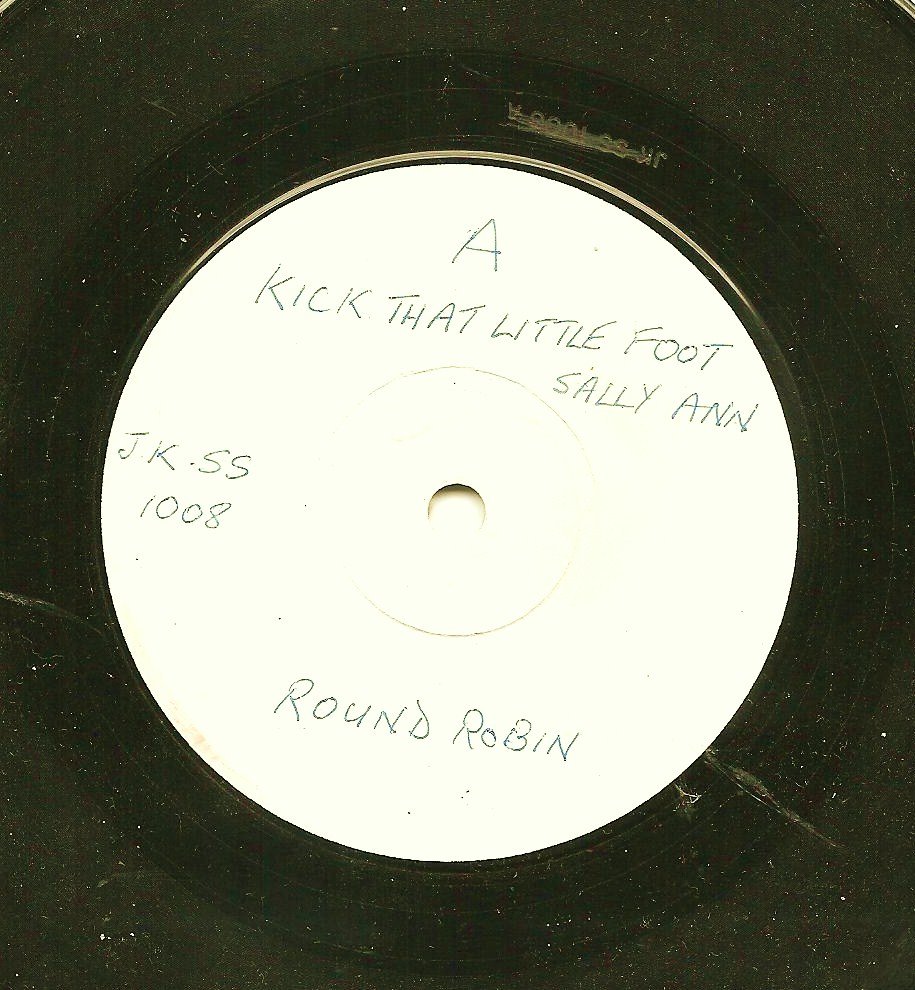 A
KICK THAT LITTLE FOOT
SALLY ANN
J.K.SS
1008
ROUND ROBIN